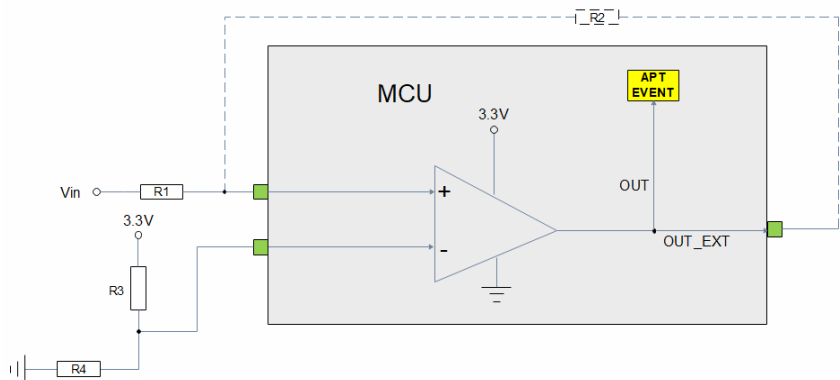 R2
MCU
APT
EVENT
3.3V
Vin
R1
+
OUT
3.3V
-
OUT_EXT
R3
R4